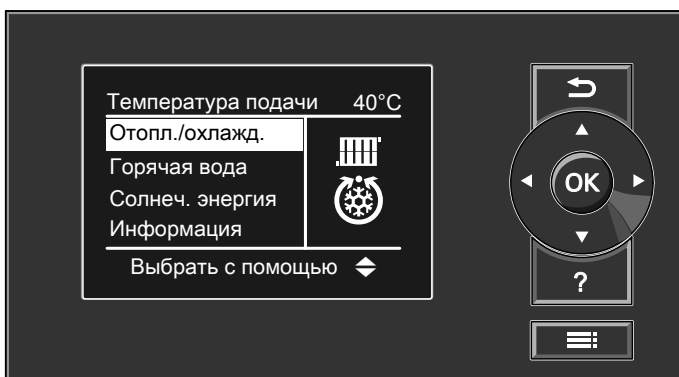 Температура подачи 40°C
Отопл./охлажд.
Горячая вода
Солнеч. энергия
Информация
Выбрать с помощью
OK
?